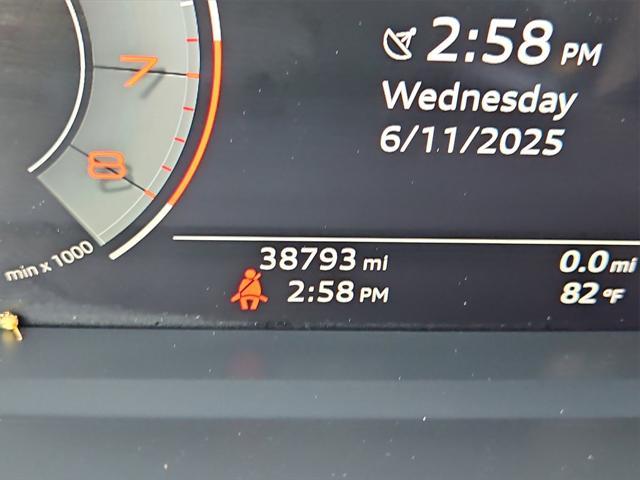 2:58 PM
Wednesday
6/11/2025
7
8
min x 1000
38793 mi
0.0 mi
2:58 PM
82 °F